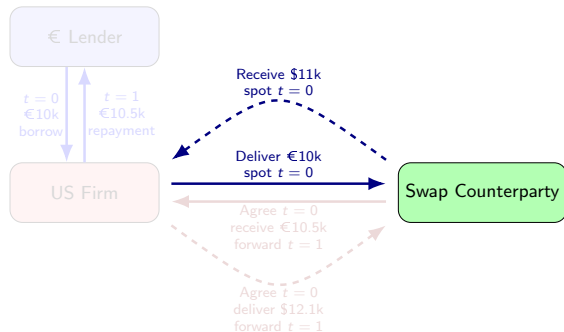 € Lender
t = 0
€10k
borrow
t = 1
€10.5k
repayment
US Firm
Receive $11k
spot t = 0
Deliver €10k
spot t = 0
Agree t = 0
receive €10.5k
forward t = 1
Agree t = 0
deliver $12.1k
forward t = 1
Swap Counterparty